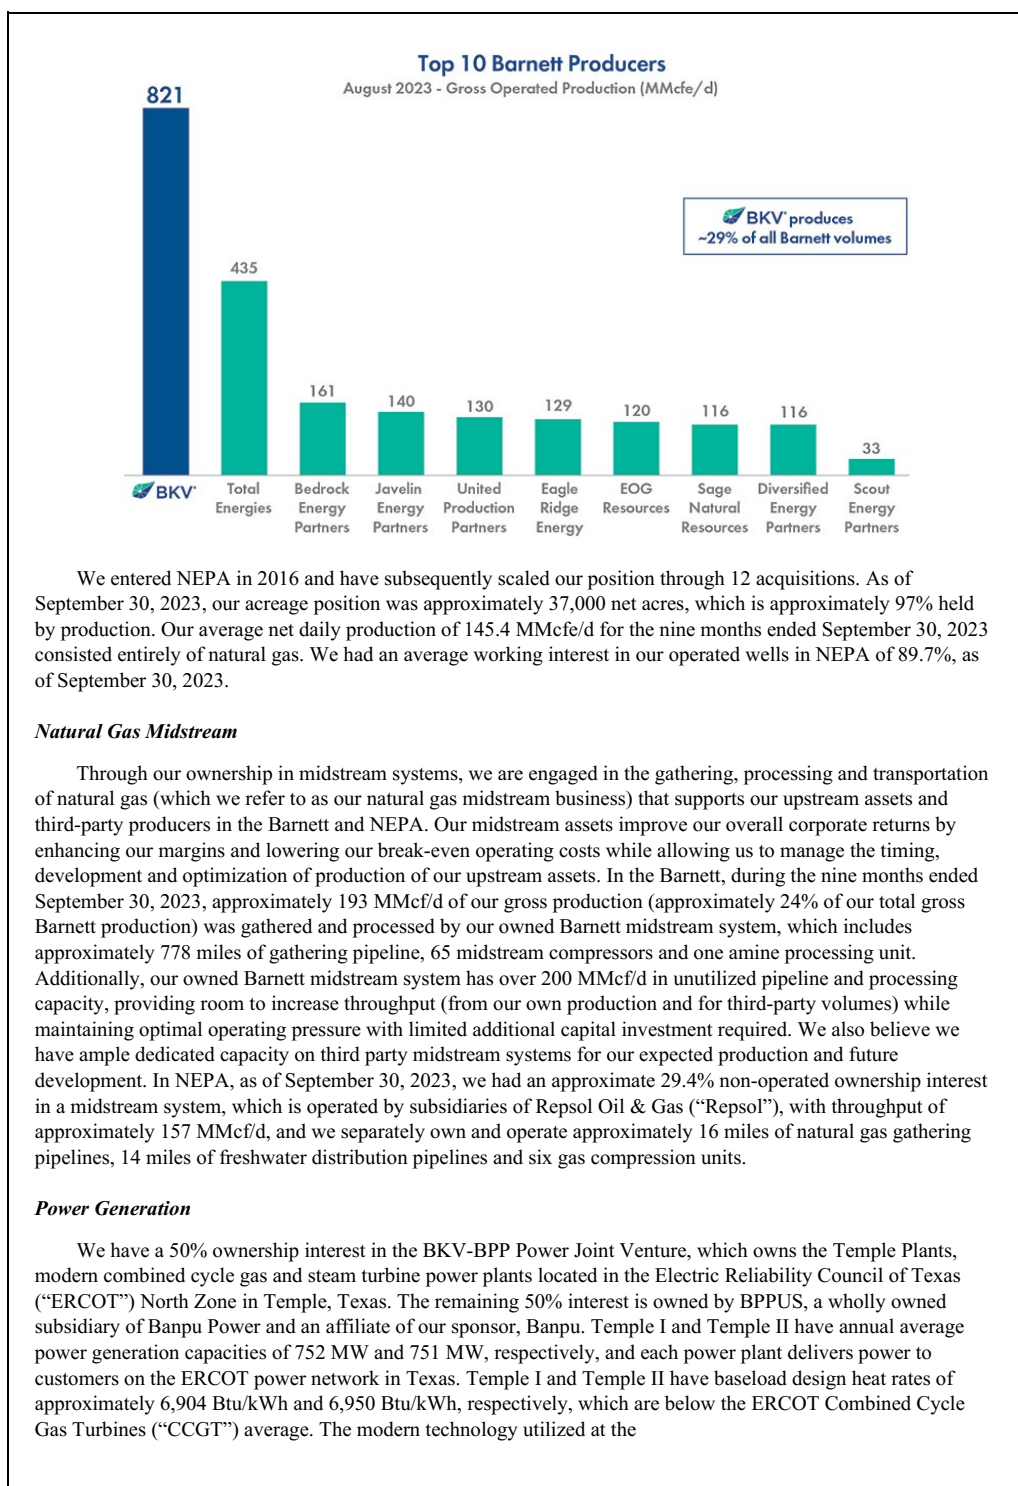 Top 10 Barnett Producers
August 2023 - Gross Operated Production (MMcfe/d)
821
BKV produces
~29% of all Barnett volumes
435
161
140
130
129
120
116
116
33
BKV
Total
Energies
Bedrock
Energy
Partners
Javelin
Energy
Partners
United
Production
Partners
Eagle
Ridge
Energy
EOG
Resources
Sage
Natural
Resources
Diversified
Energy
Partners
Scout
Energy
Partners
We entered NEPA in 2016 and have subsequently scaled our position through 12 acquisitions. As of
September 30, 2023, our acreage position was approximately 37,000 net acres, which is approximately 97% held
by production. Our average net daily production of 145.4 MMcfe/d for the nine months ended September 30, 2023
consisted entirely of natural gas. We had an average working interest in our operated wells in NEPA of 89.7%, as
of September 30, 2023.
Natural Gas Midstream
Through our ownership in midstream systems, we are engaged in the gathering, processing and transportation
of natural gas (which we refer to as our natural gas midstream business) that supports our upstream assets and
third-party producers in the Barnett and NEPA. Our midstream assets improve our overall corporate returns by
enhancing our margins and lowering our break-even operating costs while allowing us to manage the timing,
development and optimization of production of our upstream assets. In the Barnett, during the nine months ended
September 30, 2023, approximately 193 MMcf/d of our gross production (approximately 24% of our total gross
Barnett production) was gathered and processed by our owned Barnett midstream system, which includes
approximately 778 miles of gathering pipeline, 65 midstream compressors and one amine processing unit.
Additionally, our owned Barnett midstream system has over 200 MMcf/d in unutilized pipeline and processing
capacity, providing room to increase throughput (from our own production and for third-party volumes) while
maintaining optimal operating pressure with limited additional capital investment required. We also believe we
have ample dedicated capacity on third party midstream systems for our expected production and future
development. In NEPA, as of September 30, 2023, we had an approximate 29.4% non-operated ownership interest
in a midstream system, which is operated by subsidiaries of Repsol Oil & Gas (“Repsol”), with throughput of
approximately 157 MMcf/d, and we separately own and operate approximately 16 miles of natural gas gathering
pipelines, 14 miles of freshwater distribution pipelines and six gas compression units.
Power Generation
We have a 50% ownership interest in the BKV-BPP Power Joint Venture, which owns the Temple Plants,
modern combined cycle gas and steam turbine power plants located in the Electric Reliability Council of Texas
(“ERCOT”) North Zone in Temple, Texas. The remaining 50% interest is owned by BPPUS, a wholly owned
subsidiary of Banpu Power and an affiliate of our sponsor, Banpu. Temple I and Temple II have annual average
power generation capacities of 752 MW and 751 MW, respectively, and each power plant delivers power to
customers on the ERCOT power network in Texas. Temple I and Temple II have baseload design heat rates of
approximately 6,904 Btu/kWh and 6,950 Btu/kWh, respectively, which are below the ERCOT Combined Cycle
Gas Turbines (“CCGT”) average. The modern technology utilized at the